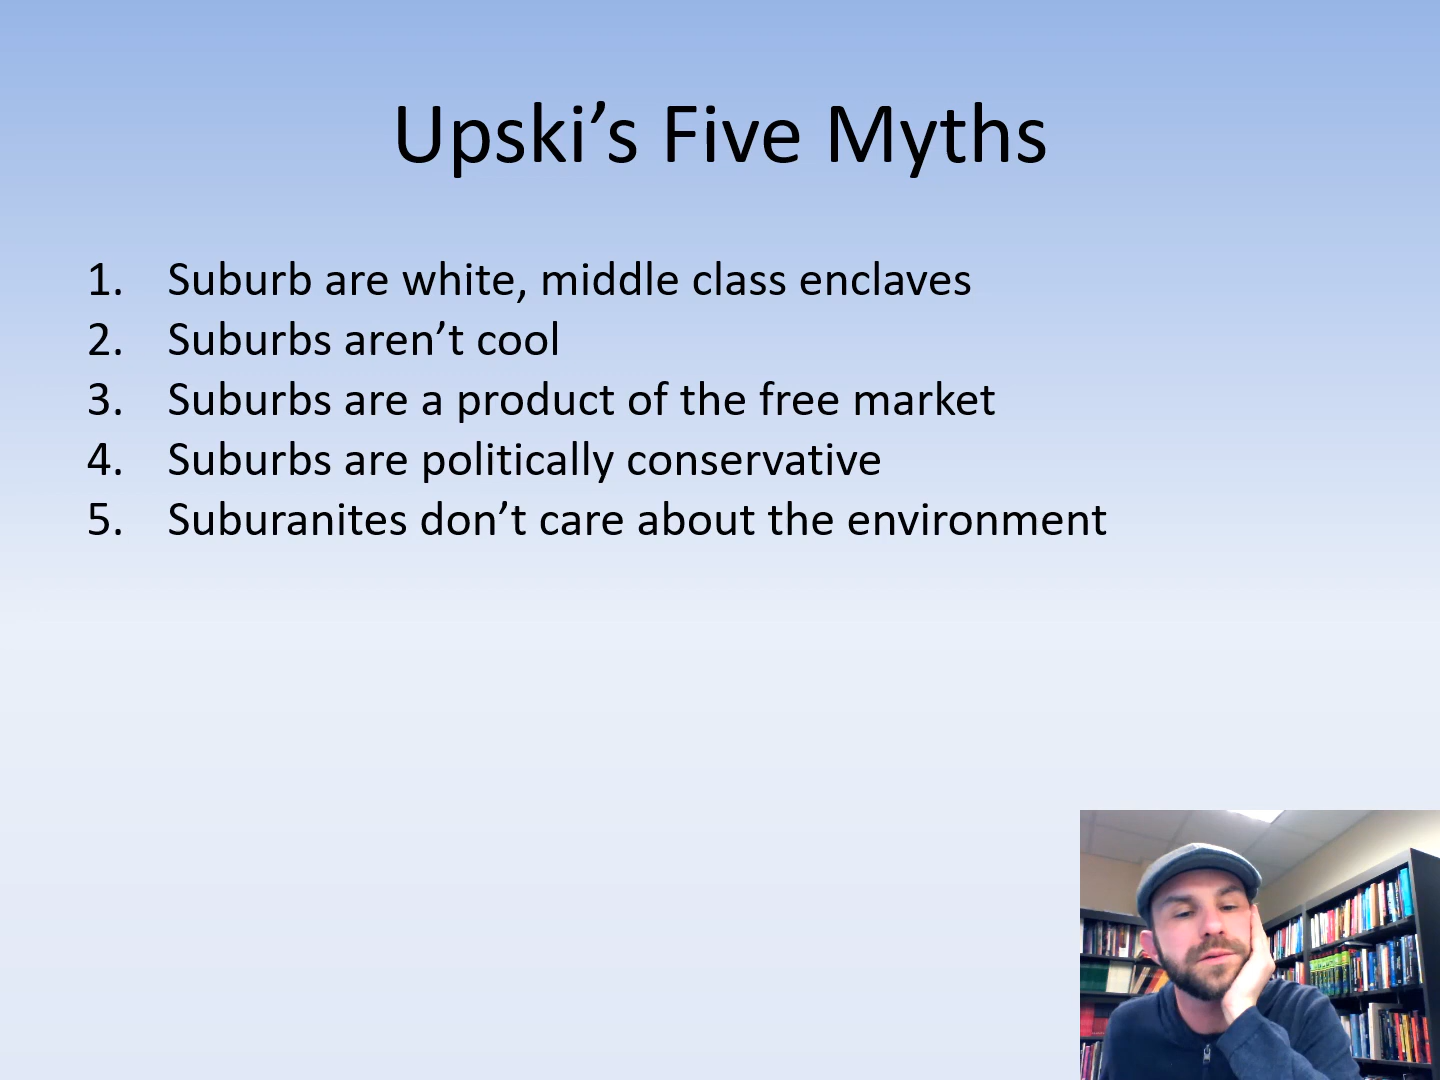 Upski’s Five Myths
1. Suburb are white, middle class enclaves
2. Suburbs aren’t cool
3. Suburbs are a product of the free market
4. Suburbs are politically conservative
5. Suburanites don’t care about the environment